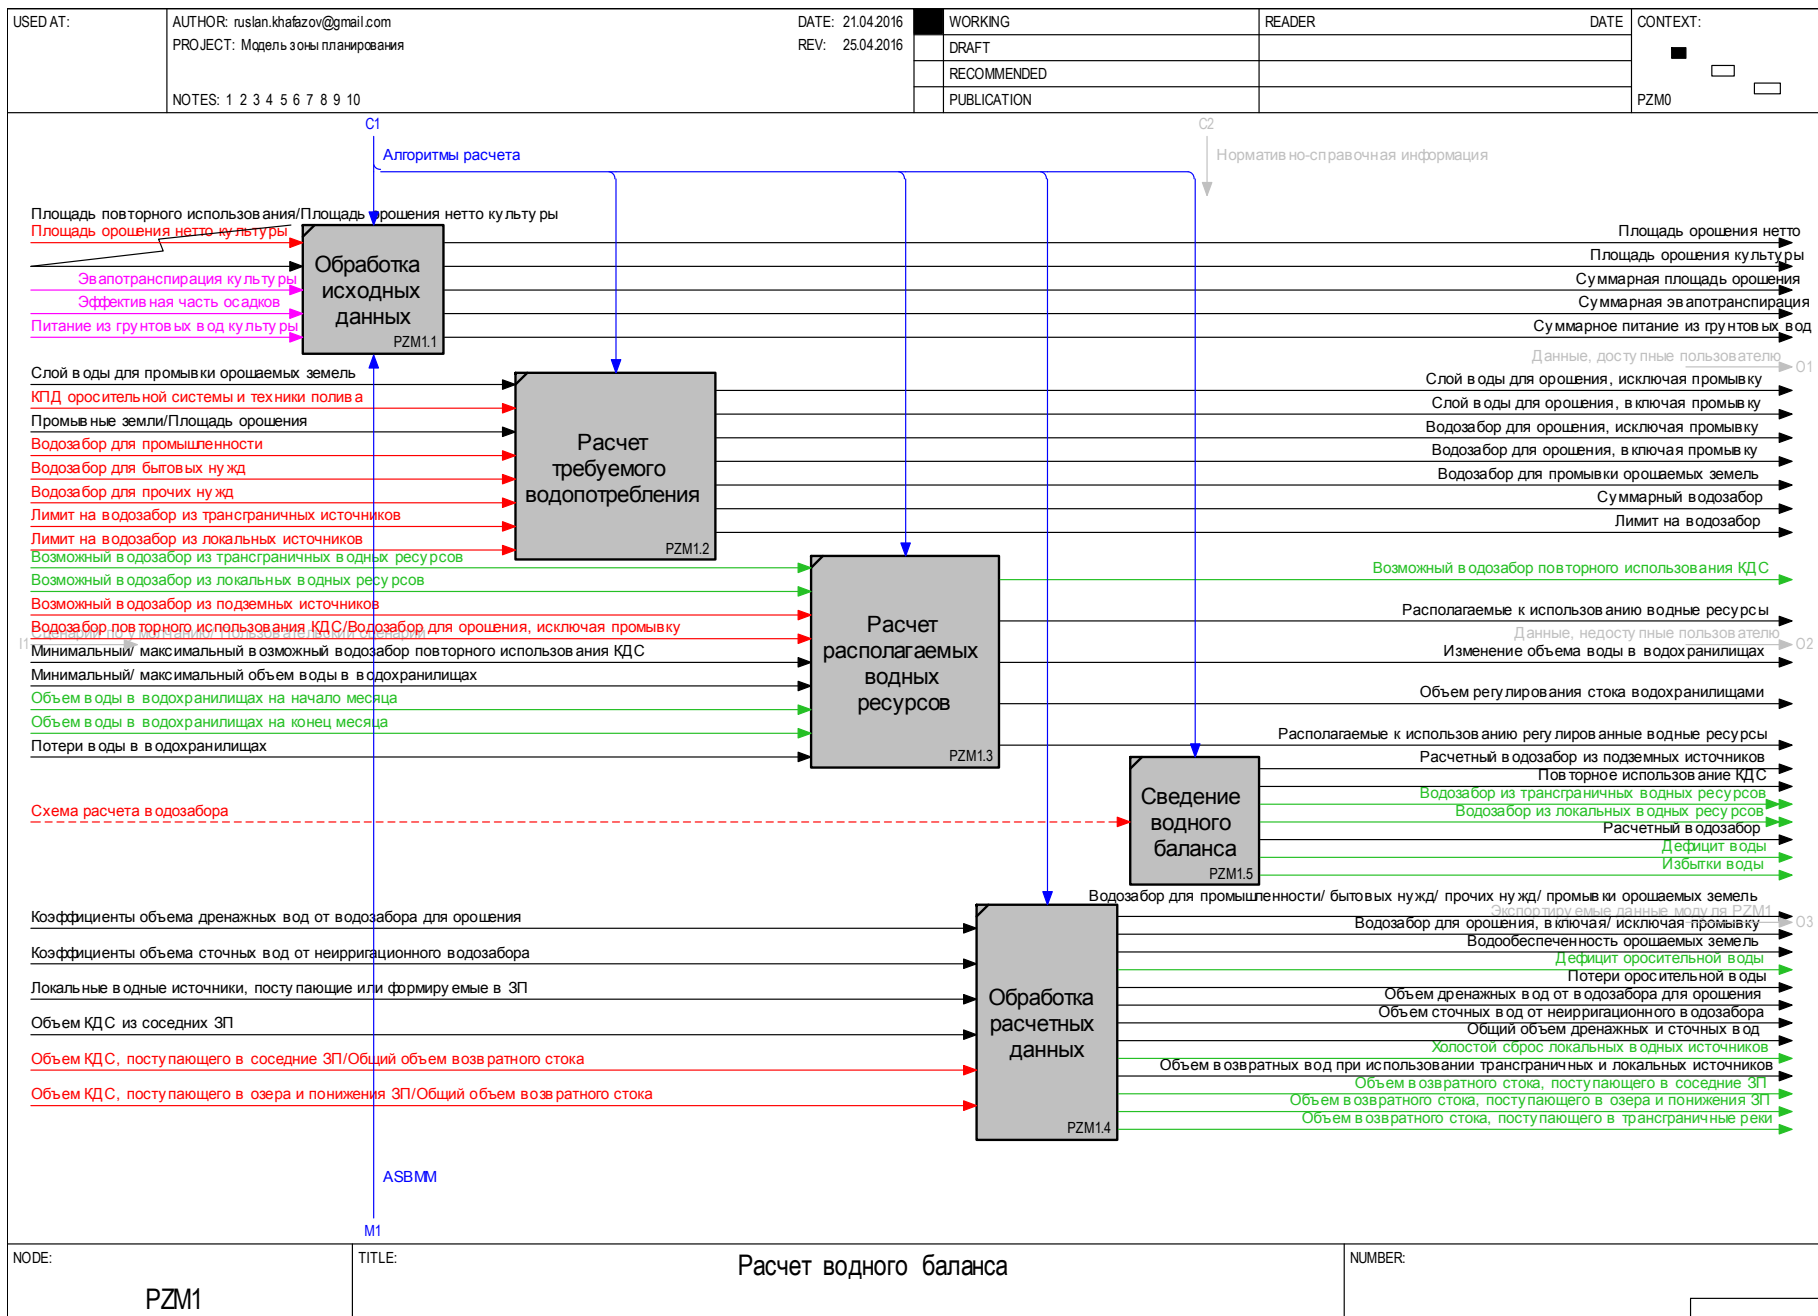 USED AT:
AUTHOR: ruslan.khafazov@gmail.com
DATE: 21.04.2016
PROJECT: Модель зоны планирования
REV: 25.04.2016
NOTES: 1 2 3 4 5 6 7 8 9 10
WORKING
DRAFT
RECOMMENDED
PUBLICATION
READER
DATE
CONTEXT:
PZM0
C1
C2
Алгоритмы расчета
Нормативно-справочная информация
Площадь повторного использования/Площадь орошения нетто культуры
Площадь орошения нетто культуры
Эвапотранспирация культуры
Эффективная часть осадков
Питание из грунтовых вод культуры
Обработка
исходных
данных
PZM1.1
Площадь орошения нетто
Площадь орошения культуры
Суммарная площадь орошения
Суммарная эвапотранспирация
Суммарное питание из грунтовых вод
Данные, доступные пользователю
O1
Слой воды для промывки орошаемых земель
КПД оросительной системы и техники полива
Промывные земли/Площадь орошения
Водозабор для промышленности
Водозабор для бытовых нужд
Водозабор для прочих нужд
Лимит на водозабор из трансграничных источников
Лимит на водозабор из локальных источников
Расчет
требуемого
водопотребления
PZM1.2
Слой воды для орошения, исключая промывку
Слой воды для орошения, включая промывку
Водозабор для орошения, исключая промывку
Водозабор для орошения, включая промывку
Водозабор для промывки орошаемых земель
Суммарный водозабор
Лимит на водозабор
Возможный водозабор из трансграничных водных ресурсов
Возможный водозабор из локальных водных ресурсов
Возможный водозабор из подземных источников
Водозабор повторного использования КДС/Водозабор для орошения, исключая промывку
I1
Сценарий по умолчанию/ Пользовательский сценарий
Минимальный/ максимальный возможный водозабор повторного использования КДС
Минимальный/ максимальный объем воды в водохранилищах
Объем воды в водохранилищах на начало месяца
Объем воды в водохранилищах на конец месяца
Потери воды в водохранилищах
Расчет
располагаемых
водных
ресурсов
PZM1.3
Возможный водозабор повторного использования КДС
Располагаемые к использованию водные ресурсы
Данные, недоступные пользователю
O2
Изменение объема воды в водохранилищах
Объем регулирования стока водохранилищами
Располагаемые к использованию регулированные водные ресурсы
Схема расчета водозабора
Сведение
водного
баланса
PZM1.5
Расчетный водозабор из подземных источников
Повторное использование КДС
Водозабор из трансграничных водных ресурсов
Водозабор из локальных водных ресурсов
Расчетный водозабор
Дефицит воды
Избытки воды
Коэффициенты объема дренажных вод от водозабора для орошения
Коэффициенты объема сточных вод от неирригационного водозабора
Локальные водные источники, поступающие или формируемые в ЗП
Объем КДС из соседних ЗП
Объем КДС, поступающего в соседние ЗП/Общий объем возвратного стока
Объем КДС, поступающего в озера и понижения ЗП/Общий объем возвратного стока
Обработка
расчетных
данных
PZM1.4
Водозабор для промышленности/ бытовых нужд/ прочих нужд/ промывки орошаемых земель
Экспортируемые данные модуля PZM1
O3
Водозабор для орошения, включая/ исключая промывку
Водообеспеченность орошаемых земель
Дефицит оросительной воды
Потери оросительной воды
Объем дренажных вод от водозабора для орошения
Объем сточных вод от неирригационного водозабора
Общий объем дренажных и сточных вод
Холостой сброс локальных водных источников
Объем возвратных вод при использовании трансграничных и локальных источников
Объем возвратного стока, поступающего в соседние ЗП
Объем возвратного стока, поступающего в озера и понижения ЗП
Объем возвратного стока, поступающего в трансграничные реки
ASBMM
M1
NODE:
PZM1
TITLE:
Расчет водного баланса
NUMBER: